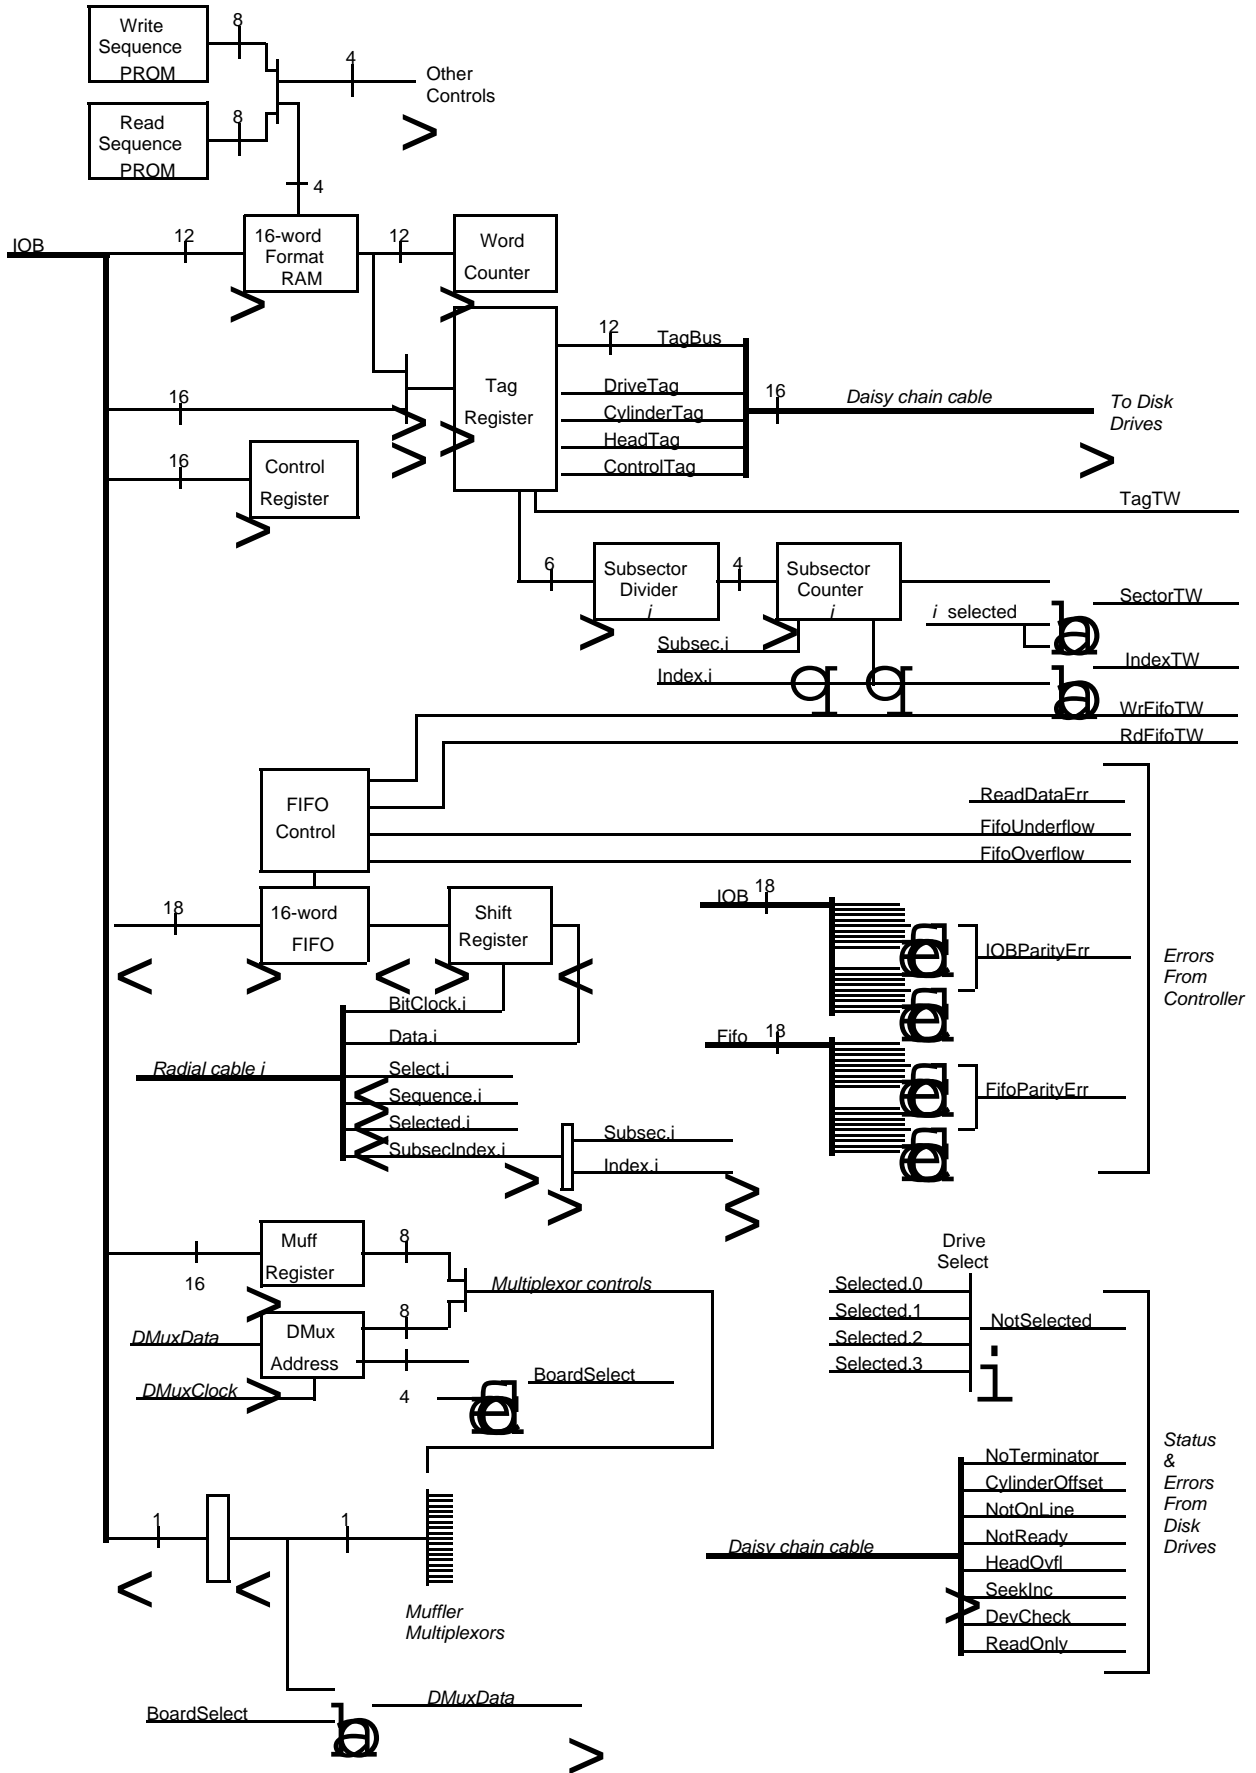 Write
Sequence
PROM
8
4
Other
Controls
>
Read
Sequence
PROM
8
4
IOB
12
16-word
Format
RAM
>
12
Word
Counter
>
Tag
Register
>
12
TagBus
DriveTag
CylinderTag
HeadTag
ControlTag
16
Daisy chain cable
To Disk
Drives
>
16
>
>
16
Control
Register
>
TagTW
6
Subsector
Divider
i
>
4
Subsector
Counter
i
>
Subsec.i
Index.i
q
q
i selected
SectorTW
IndexTW
WrFifoTW
RdFifoTW
FIFO
Control
ReadDataErr
FifoUnderflow
FifoOverflow
18
<
16-word
FIFO
>
<
Shift
Register
>
<
IOB
18
IOBParityErr
Fifo
18
FifoParityErr
Errors
From
Controller
BitClock.i
Data.i
Radial cable i
Select.i
<
Sequence.i
<
Selected.i
<
SubsecIndex.i
>
>
Subsec.i
Index.i
>
>
16
Muff
Register
>
8
Multiplexor controls
DMuxData
DMux
Address
>
8
4
DMuxClock
BoardSelect
Drive
Select
Selected.0
Selected.1
Selected.2
Selected.3
NotSelected
i
1
<
<
1
Muffler
Multiplexors
Daisy chain cable
>
NoTerminator
CylinderOffset
NotOnLine
NotReady
HeadOvfl
SeekInc
DevCheck
ReadOnly
Status
&
Errors
From
Disk
Drives
BoardSelect
DMuxData
>